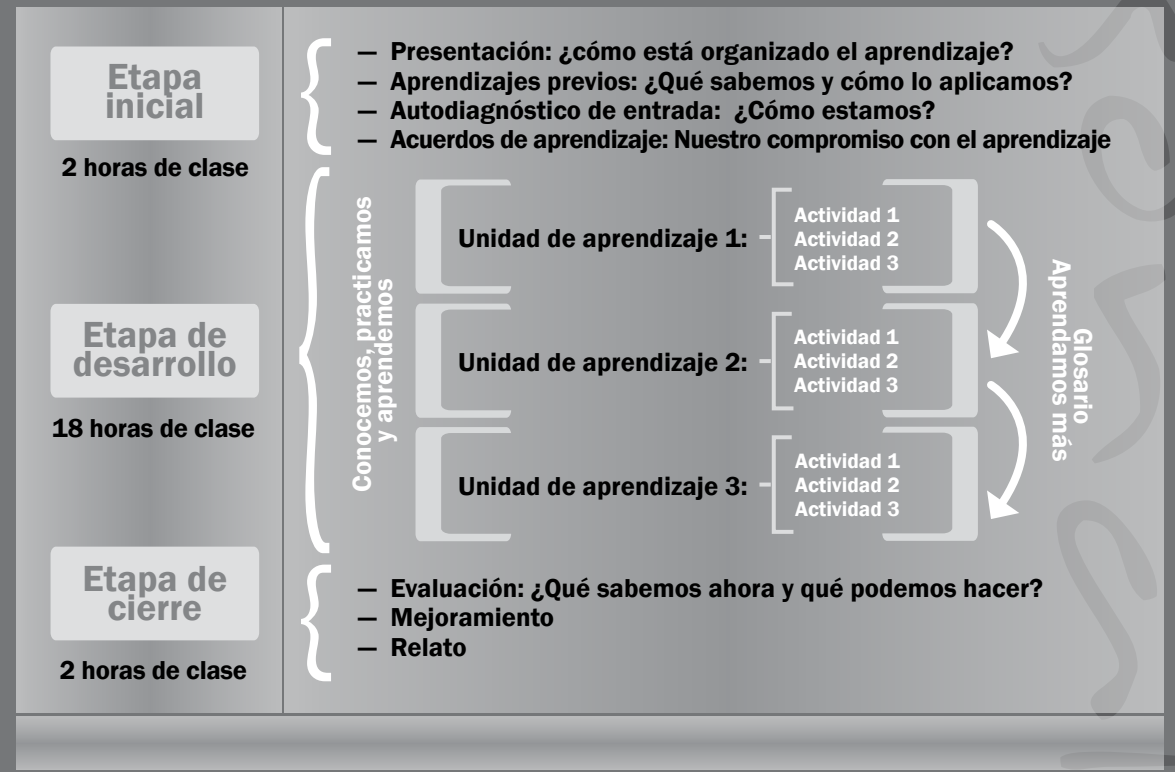 Etapa
inicial
2 horas de clase
— Presentación: ¿cómo está organizado el aprendizaje?
— Aprendizajes previos: ¿Qué sabemos y cómo lo aplicamos?
— Autodiagnóstico de entrada: ¿Cómo estamos?
— Acuerdos de aprendizaje: Nuestro compromiso con el aprendizaje
Etapa de
desarrollo
18 horas de clase
Conocemos, practicamos
y aprendemos
Unidad de aprendizaje 1:
Actividad 1
Actividad 2
Actividad 3
Unidad de aprendizaje 2:
Actividad 1
Actividad 2
Actividad 3
Unidad de aprendizaje 3:
Actividad 1
Actividad 2
Actividad 3
Glosario
Aprendamos más
Etapa de
cierre
2 horas de clase
— Evaluación: ¿Qué sabemos ahora y qué podemos hacer?
— Mejoramiento
— Relato